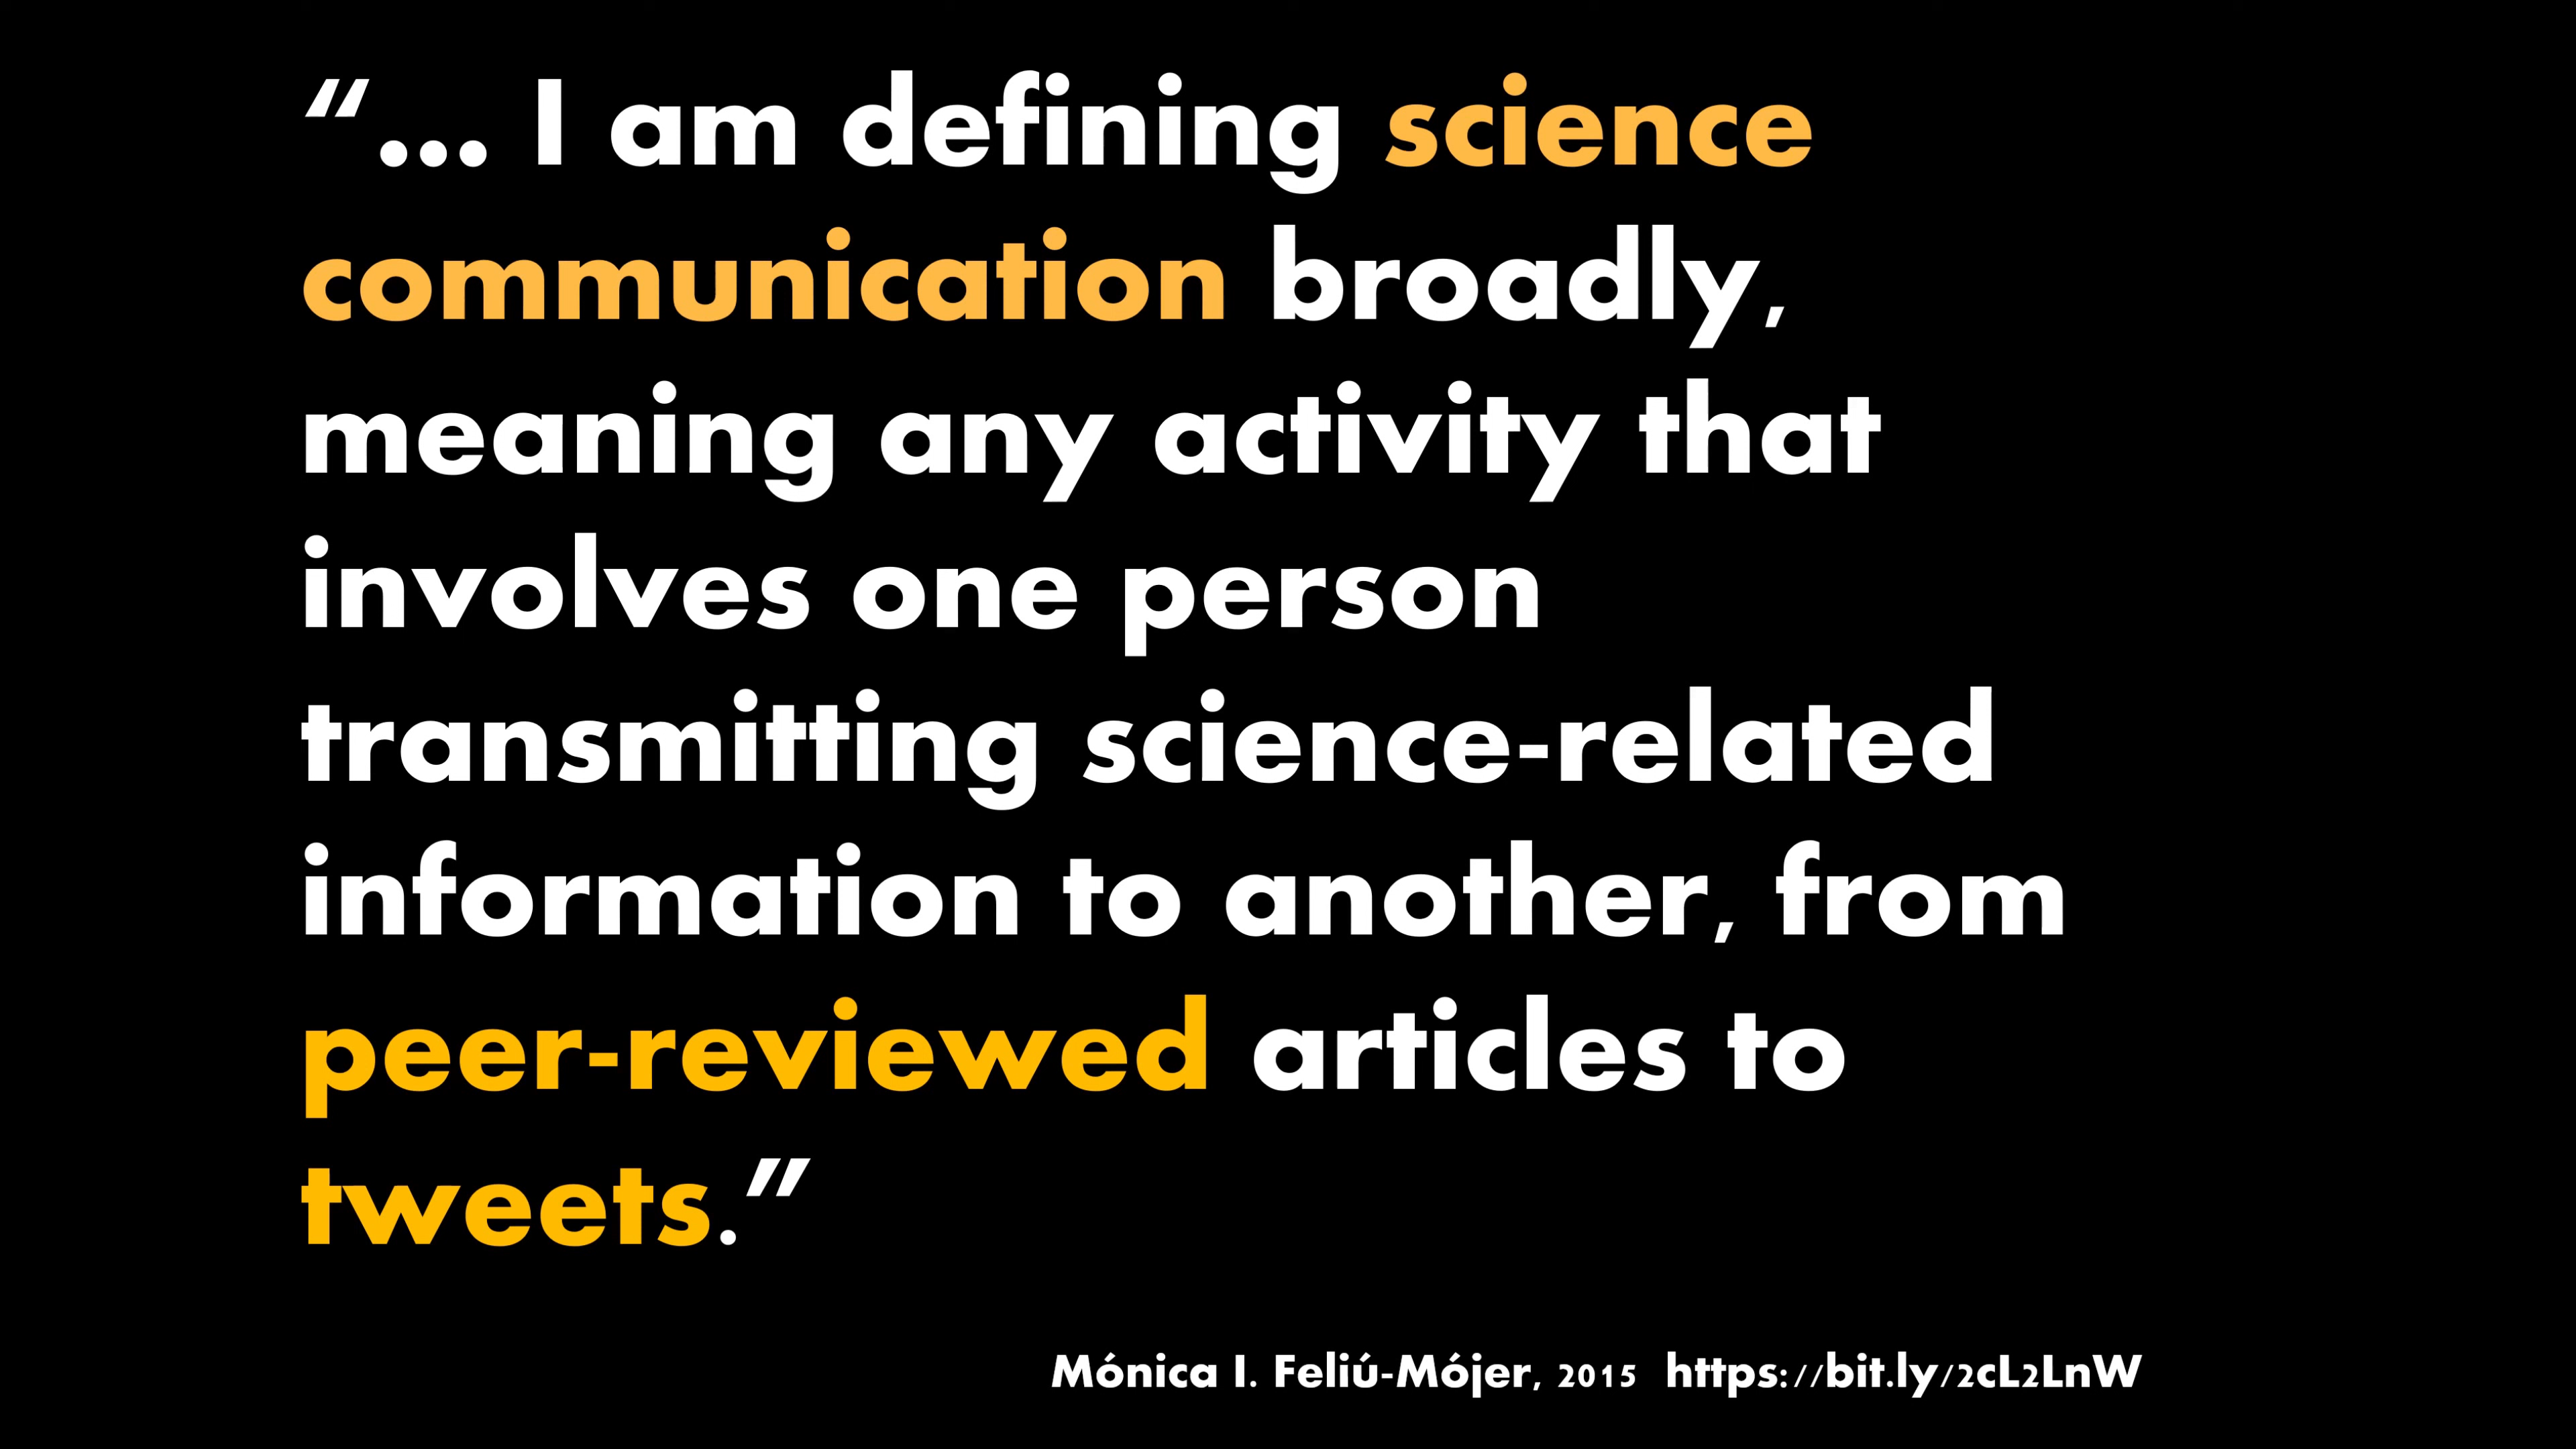 “... I am defining science
communication broadly,
meaning any activity that
involves one person
transmitting science-related
information to another, from
peer-reviewed articles to
tweets.”
Mónica I. Feliú-Mójer, 2015 https://bit.ly/2cL2LnW